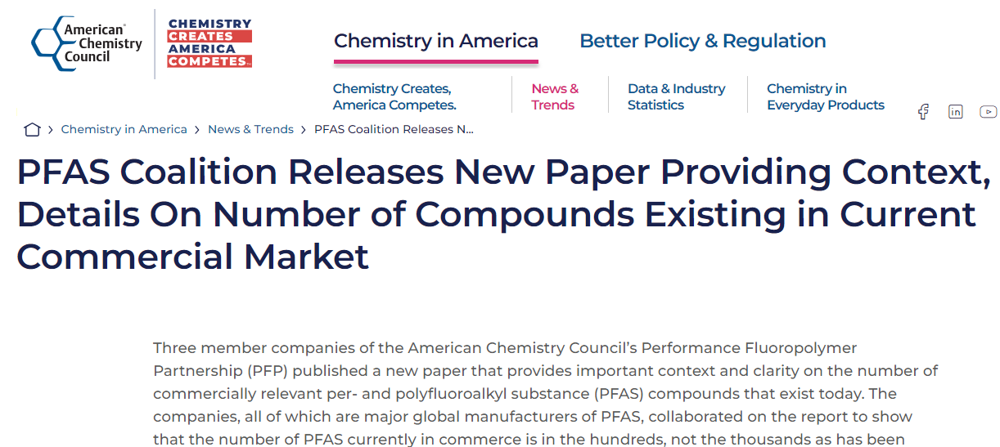 American®
Chemistry
Council
CHEMISTRY
CREATES
AMERICA
COMPETES.™
Chemistry in America
Better Policy & Regulation
Chemistry Creates,
America Competes.
News &
Trends
Data & Industry
Statistics
Chemistry in
Everyday Products
Chemistry in America > News & Trends > PFAS Coalition Releases N...
PFAS Coalition Releases New Paper Providing Context,
Details On Number of Compounds Existing in Current
Commercial Market
Three member companies of the American Chemistry Council’s Performance Fluoropolymer
Partnership (PFP) published a new paper that provides important context and clarity on the number of
commercially relevant per- and polyfluoroalkyl substance (PFAS) compounds that exist today. The
companies, all of which are major global manufacturers of PFAS, collaborated on the report to show
that the number of PFAS currently in commerce is in the hundreds, not the thousands as has been